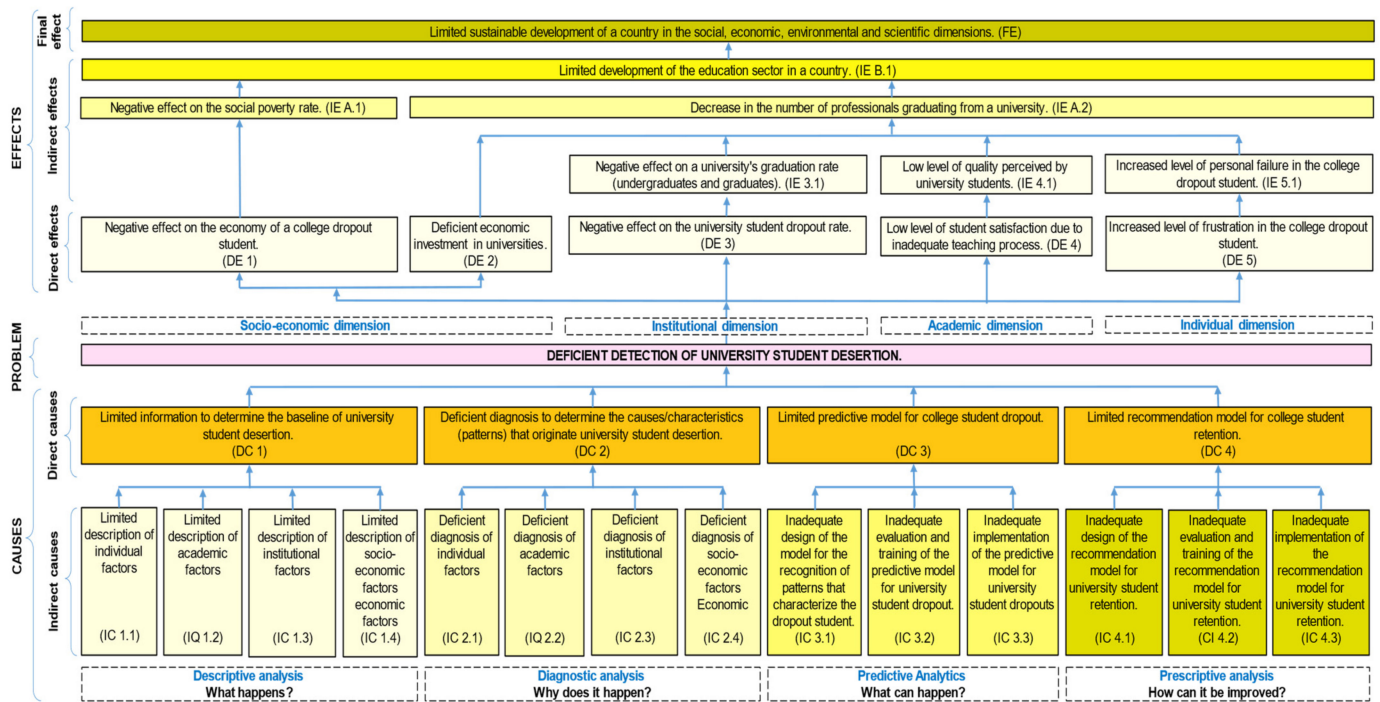 Final
effect
Limited sustainable development of a country in the social, economic, environmental and scientific dimensions. (FE)
EFFECTS
Indirect effects
Limited development of the education sector in a country. (IE B.1)
Negative effect on the social poverty rate. (IE A.1)
Decrease in the number of professionals graduating from a university. (IE A.2)
Negative effect on a university's graduation rate
(undergraduates and graduates). (IE 3.1)
Low level of quality perceived by
university students. (IE 4.1)
Increased level of personal failure in the college
dropout student. (IE 5.1)
Direct effects
Negative effect on the economy of a college dropout
student.
(DE 1)
Deficient economic
investment in universities.
(DE 2)
Negative effect on the university student dropout rate.
(DE 3)
Low level of student satisfaction due to
inadequate teaching process. (DE 4)
Increased level of frustration in the college dropout
student.
(DE 5)
Socio-economic dimension
Institutional dimension
Academic dimension
Individual dimension
PROBLEM
DEFICIENT DETECTION OF UNIVERSITY STUDENT DESERTION.
CAUSES
Direct causes
Limited information to determine the baseline of university
student desertion.
(DC 1)
Deficient diagnosis to determine the causes/characteristics
(patterns) that originate university student desertion.
(DC 2)
Limited predictive model for college student dropout.
(DC 3)
Limited recommendation model for college student
retention.
(DC 4)
Indirect causes
Limited
description of
individual
factors
(IC 1.1)
Limited
description of
academic
factors
(IQ 1.2)
Limited
description of
institutional
factors
(IC 1.3)
Limited
description of
socio-
economic
factors
economic
factors
(IC 1.4)
Deficient
diagnosis of
individual
factors
(IC 2.1)
Deficient
diagnosis of
academic
factors
(IQ 2.2)
Deficient
diagnosis of
institutional
factors
(IC 2.3)
Deficient
diagnosis of
socio-
economic
factors
Economic
(IC 2.4)
Inadequate
design of the
model for the
recognition of
patterns that
characterize the
dropout student.
(IC 3.1)
Inadequate
evaluation and
training of the
predictive model
for university
student dropout.
(IC 3.2)
Inadequate
implementation
of the predictive
model for
university
student dropouts
(IC 3.3)
Inadequate
design of the
recommendation
model for
university student
retention.
(IC 4.1)
Inadequate
evaluation and
training of the
recommendation
model for
university student
retention.
(CI 4.2)
Inadequate
implementation of
the
recommendation
model for
university student
retention.
(IC 4.3)
Descriptive analysis
What happens?
Diagnostic analysis
Why does it happen?
Predictive Analytics
What can happen?
Prescriptive analysis
How can it be improved?